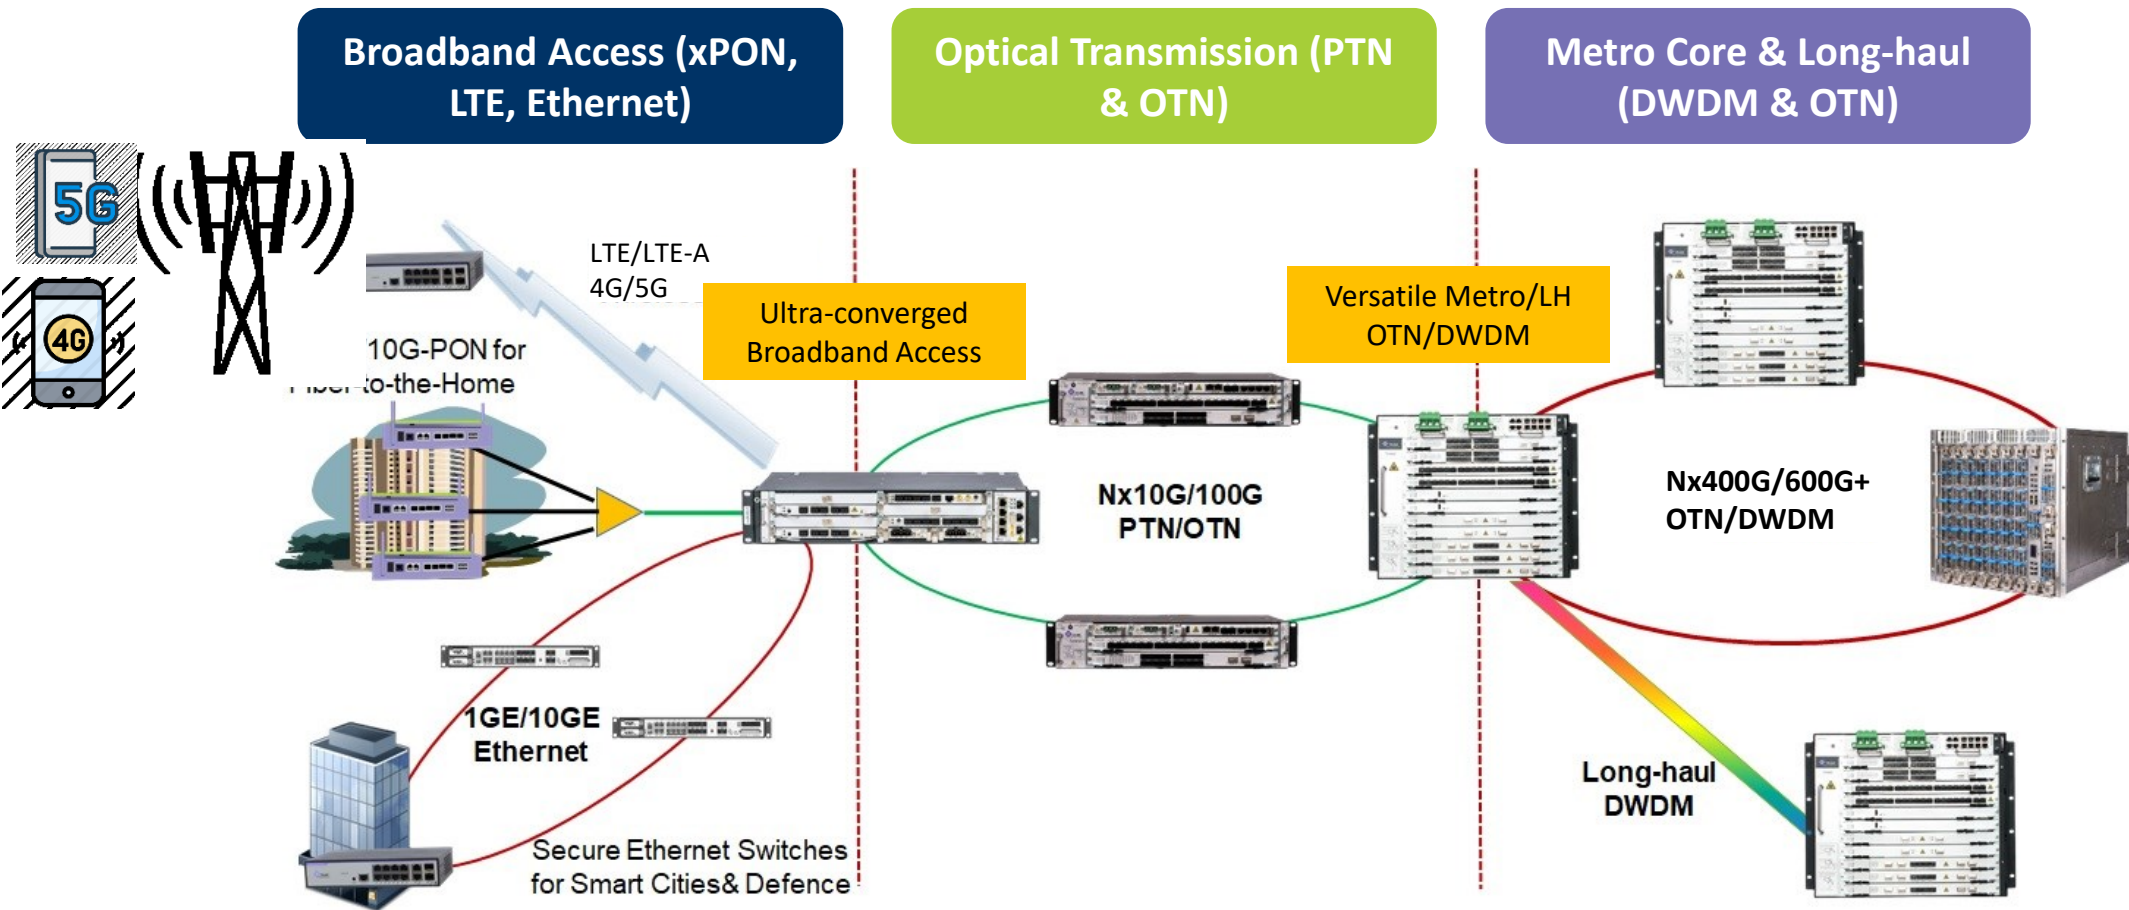 Broadband Access (xPON,
LTE, Ethernet)
Optical Transmission (PTN
& OTN)
Metro Core & Long-haul
(DWDM & OTN)
5G
4G
LTE/LTE-A
4G/5G
Ultra-converged
Broadband Access
Versatile Metro/LH
OTN/DWDM
/10G-PON for
Fiber-to-the-Home
Nx10G/100G
PTN/OTN
Nx400G/600G+
OTN/DWDM
1GE/10GE
Ethernet
Long-haul
DWDM
Secure Ethernet Switches
for Smart Cities& Defence